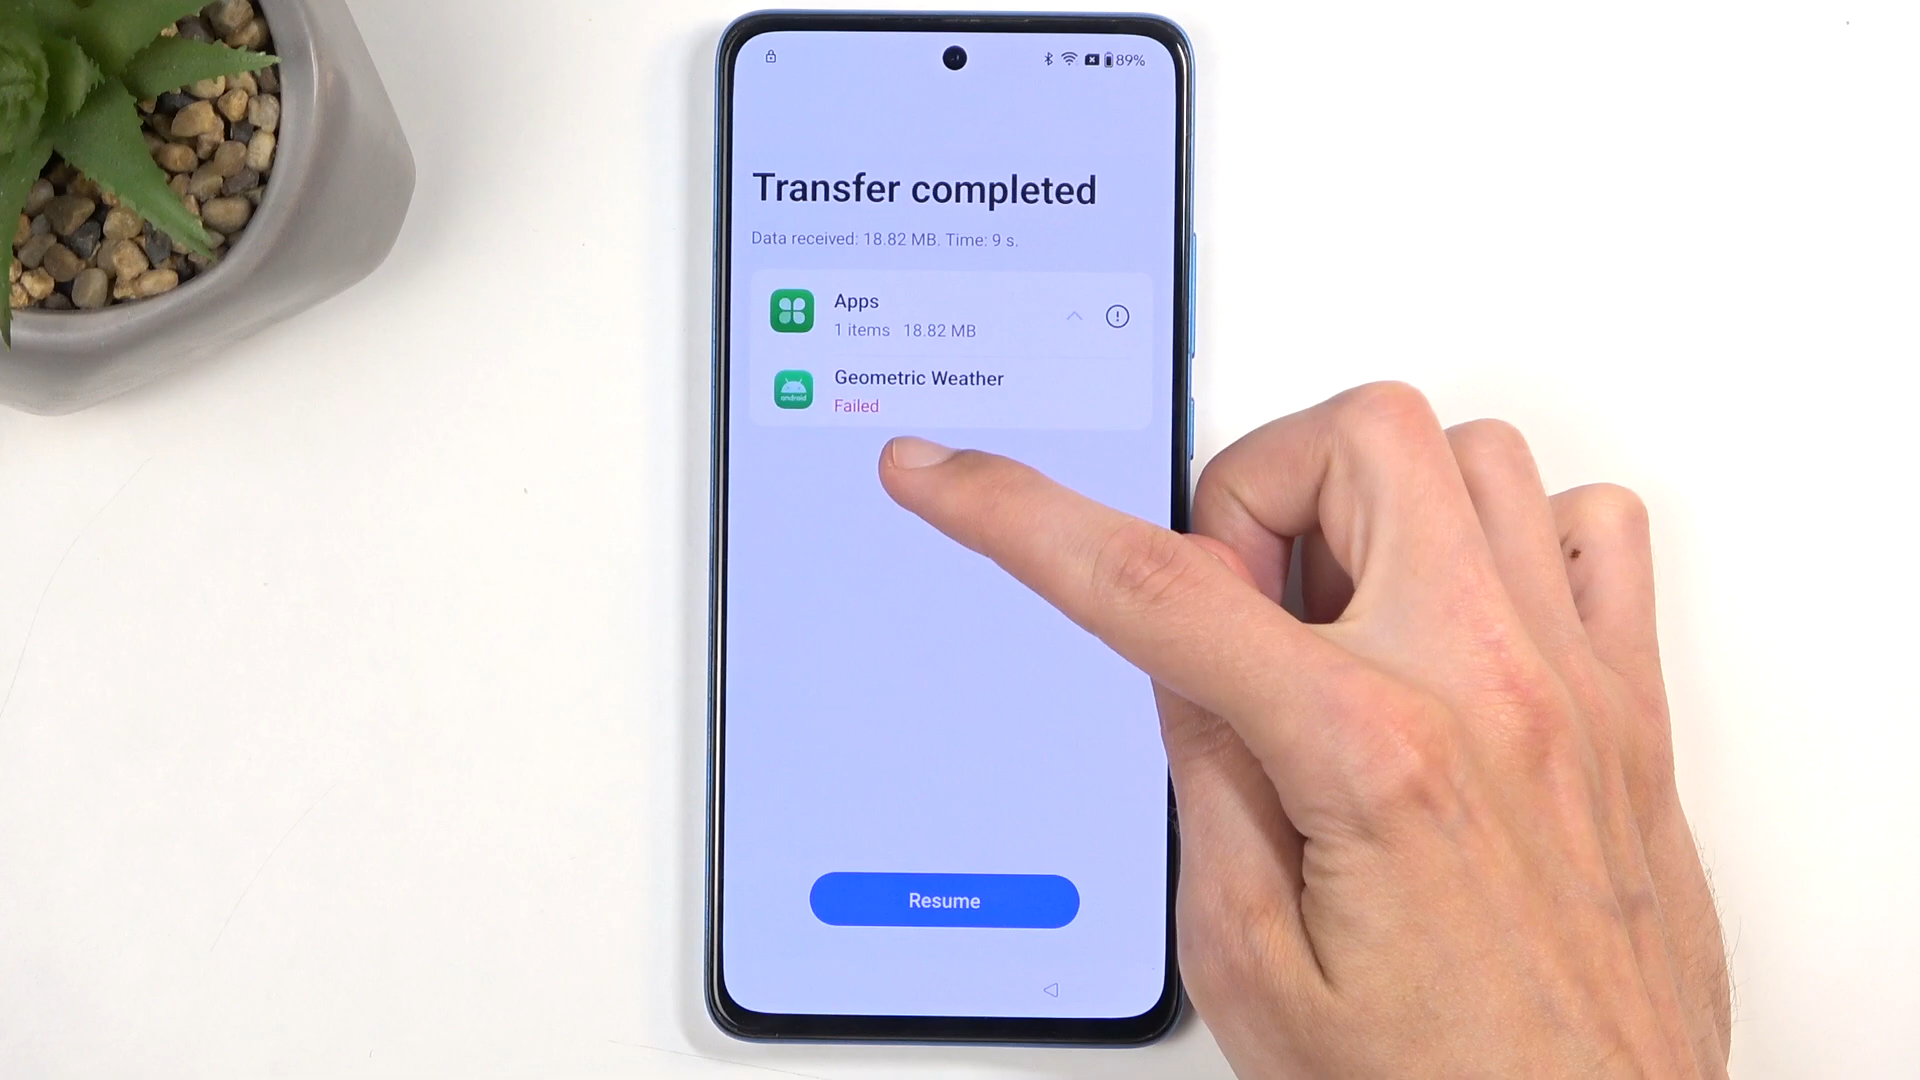 89%
Transfer completed
Data received: 18.82 MB. Time: 9 s.
Apps
1 items 18.82 MB
Geometric Weather
android
Failed
Resume